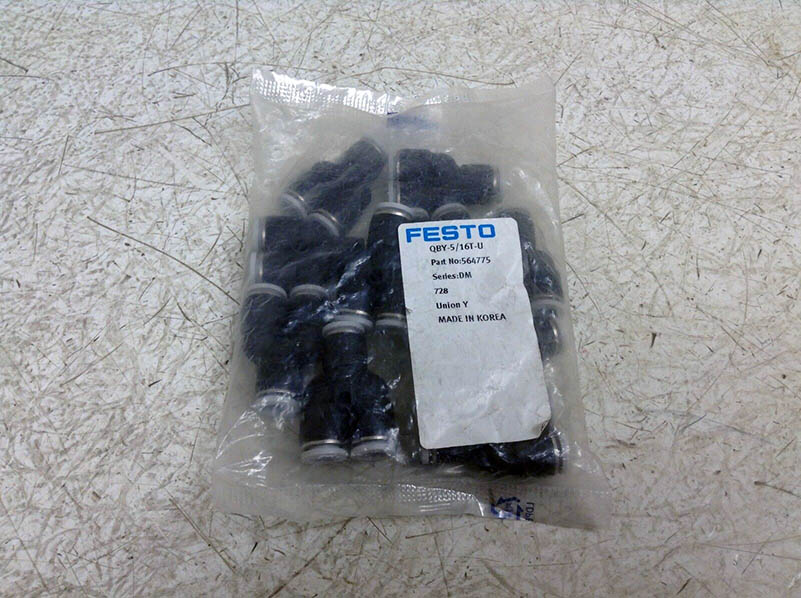 FESTO
QBY-5/16T-U
Part No:564775
Series:DM
728
Union Y
MADE IN KOREA